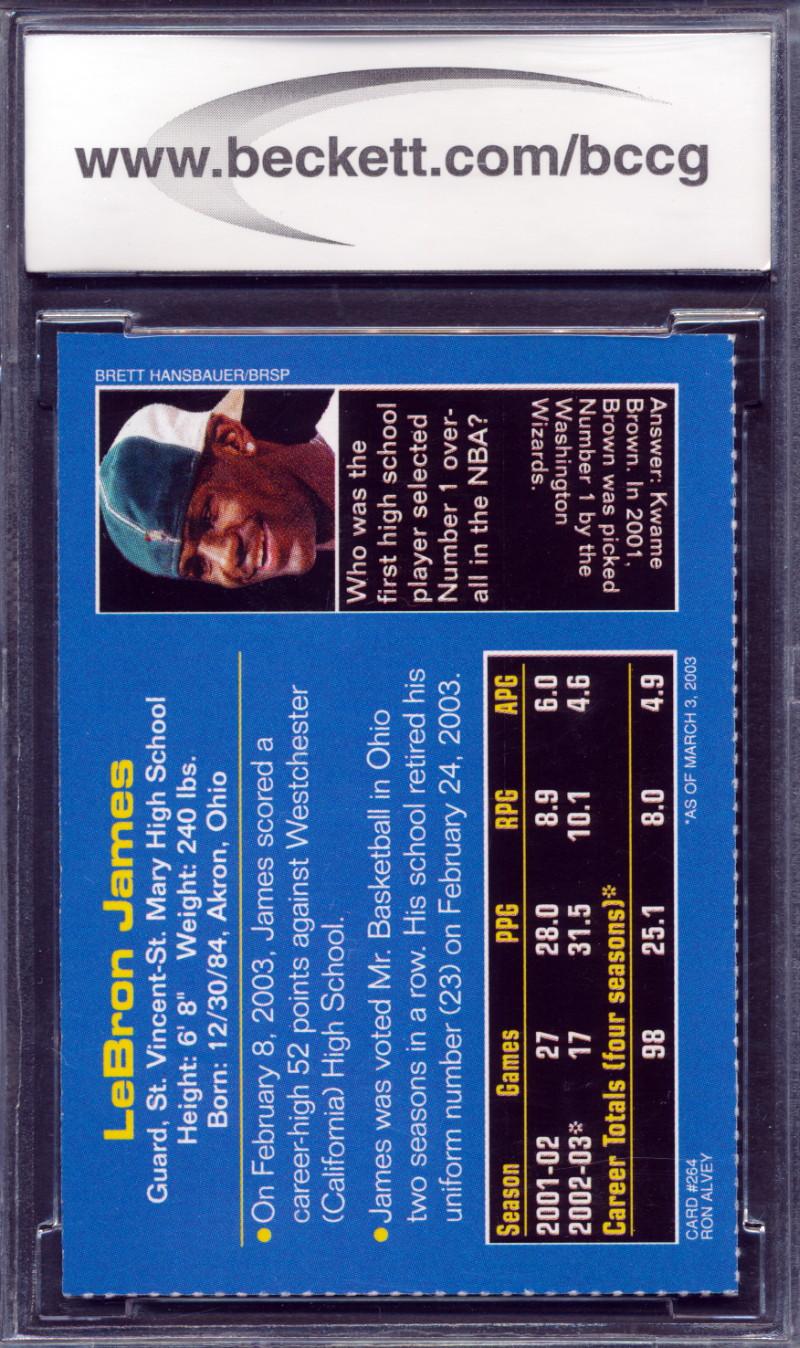 www.beckett.com/bccg
BRETT HANSBAUER/BRSP
LeBron James
Guard, St. Vincent-St. Mary High School
Height: 6' 8" Weight: 240 lbs.
Born: 12/30/84, Akron, Ohio
● On February 8, 2003, James scored a
career-high 52 points against Westchester
(California) High School.
● James was voted Mr. Basketball in Ohio
two seasons in a row. His school retired his
uniform number (23) on February 24, 2003.
Season Games PPG RPG APG
2001-02 27 28.0 8.9 6.0
2002-03* 17 31.5 10.1 4.6
Career Totals (four seasons)*
98 25.1 8.0 4.9
CARD #264
RON ALVEY
*AS OF MARCH 3, 2003
Who was the
first high school
player selected
Number 1 over-
all in the NBA?
Answer: Kwame
Brown. In 2001,
Brown was picked
Number 1 by the
Washington
Wizards.